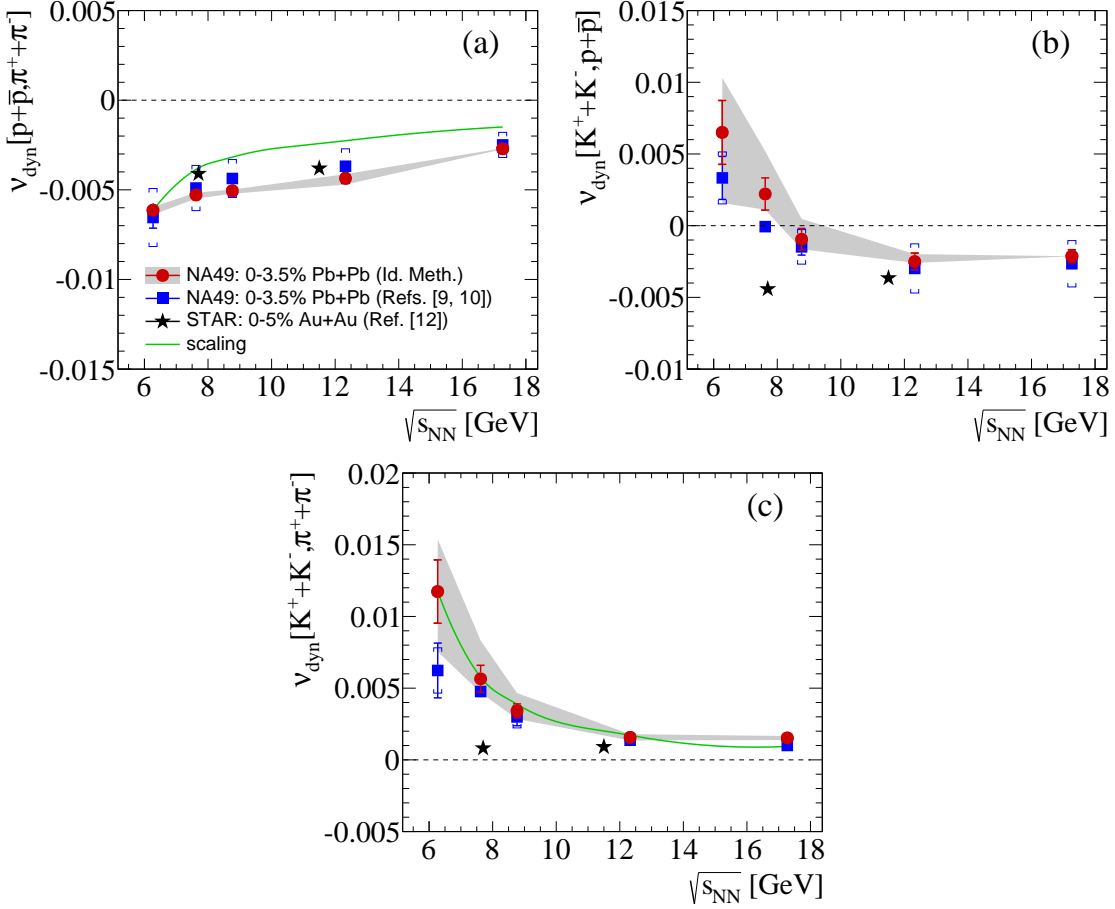 (a)
ν_dyn[p+p̄,π⁺+π⁻]
0.005
0
-0.005
-0.01
-0.015
NA49: 0-3.5% Pb+Pb (Id. Meth.)
NA49: 0-3.5% Pb+Pb (Refs. [9, 10])
STAR: 0-5% Au+Au (Ref. [12])
scaling
6 8 10 12 14 16 18
√s_NN [GeV]
(b)
ν_dyn[K⁺+K⁻,p+p̄]
0.015
0.01
0.005
0
-0.005
-0.01
6 8 10 12 14 16 18
√s_NN [GeV]
(c)
ν_dyn[K⁺+K⁻,π⁺+π⁻]
0.02
0.015
0.01
0.005
0
-0.005
6 8 10 12 14 16 18
√s_NN [GeV]